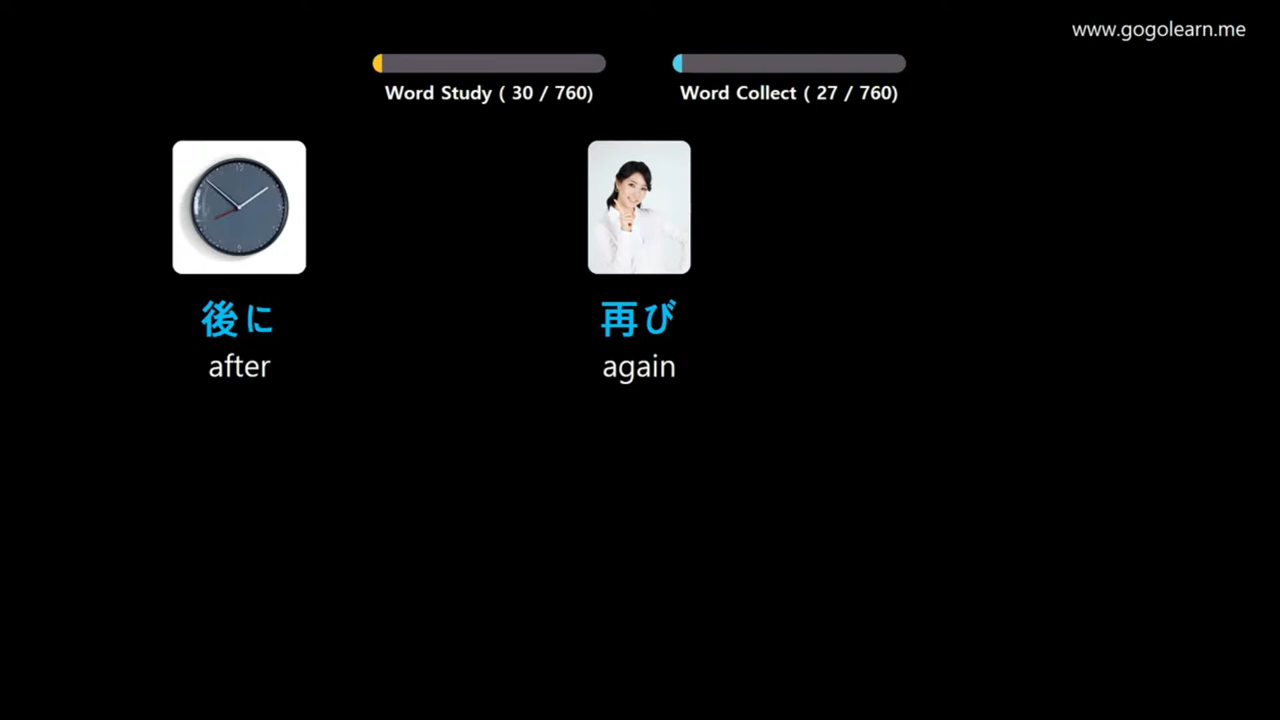 www.gogolearn.me
Word Study ( 30 / 760)
Word Collect ( 27 / 760)
後に
after
再び
again